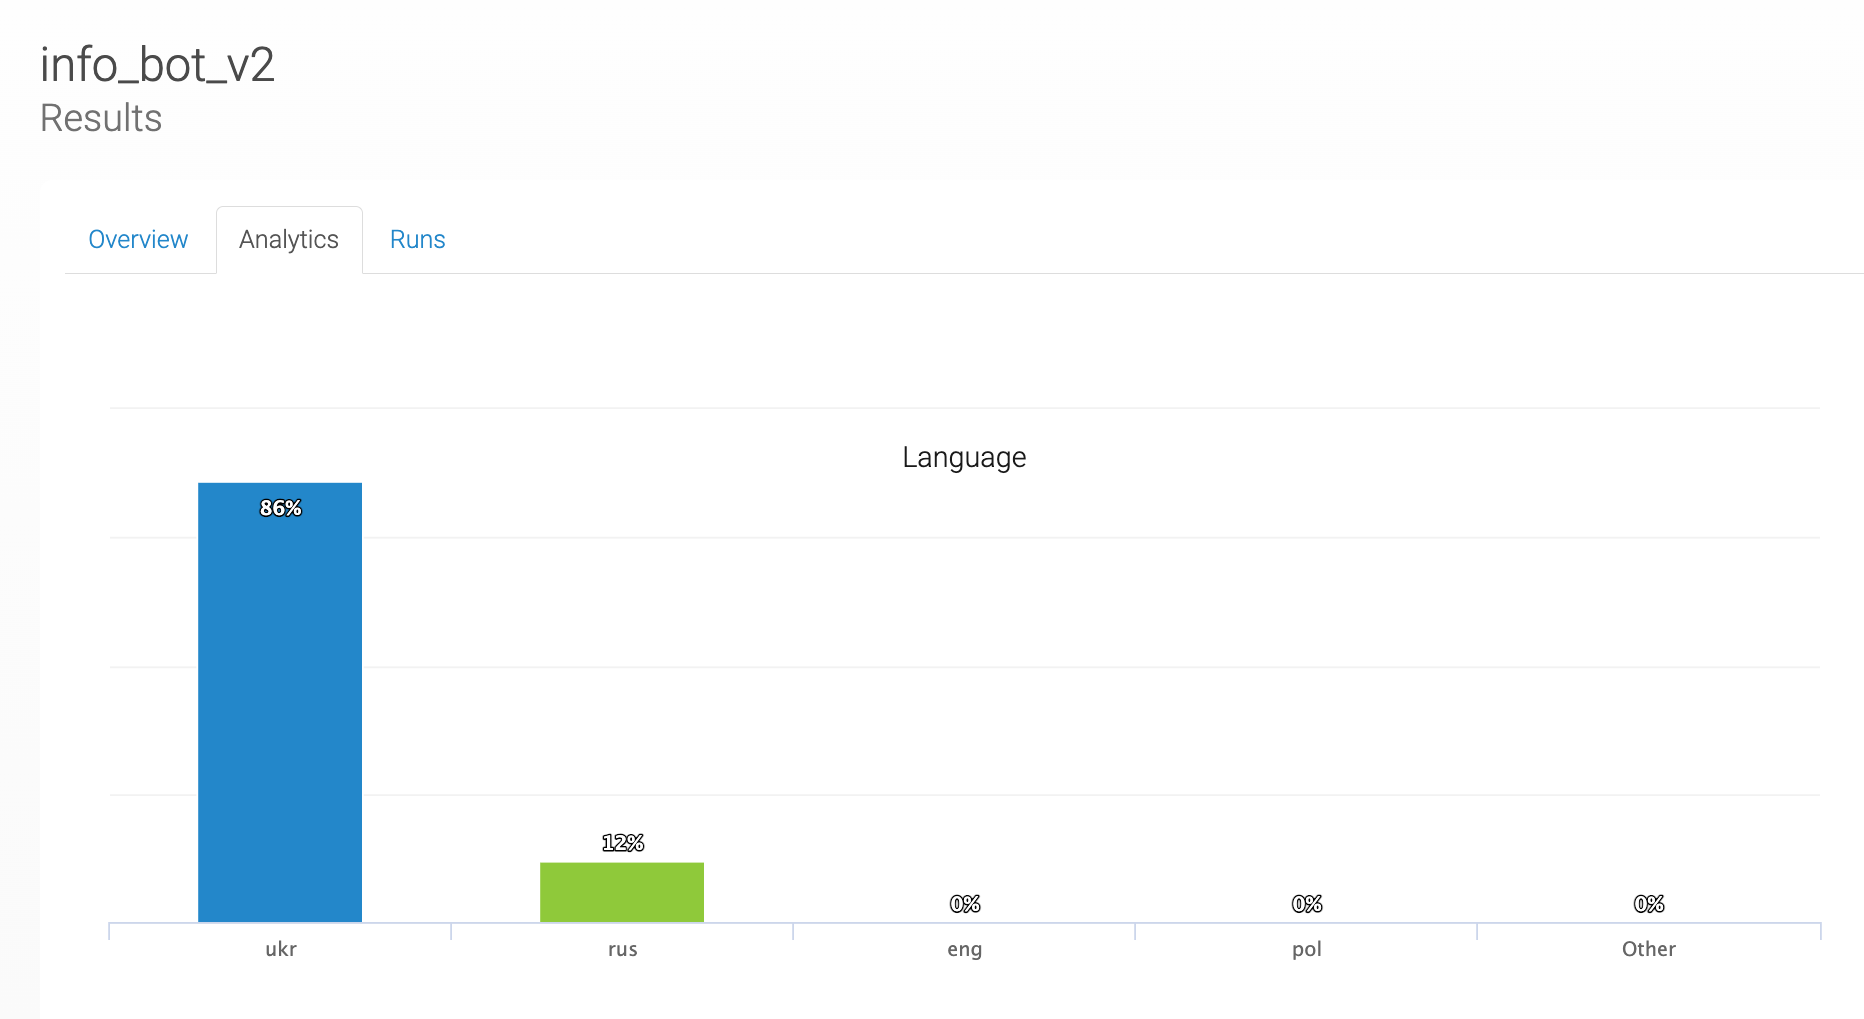 info_bot_v2
Results
Overview Analytics Runs
Language
86%
12%
0% 0% 0%
ukr rus eng pol Other